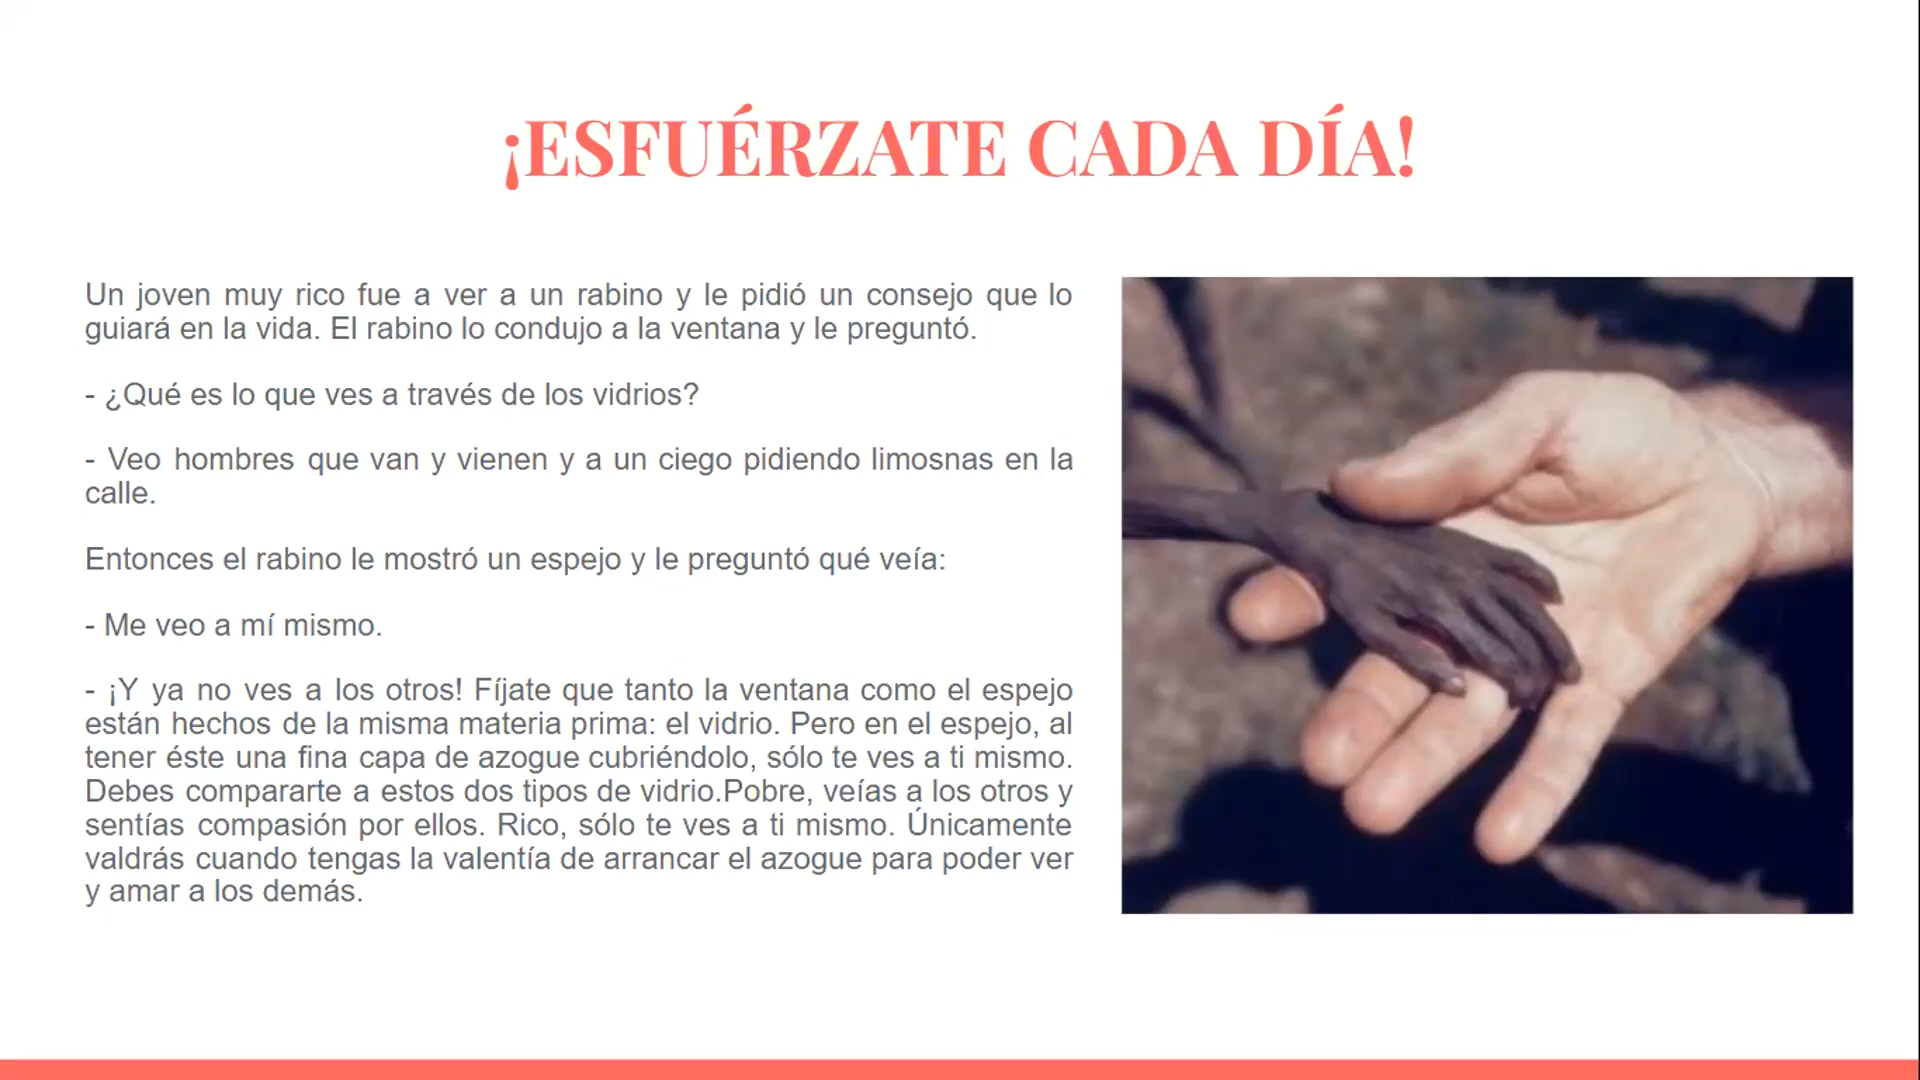 ¡ESFUÉRZATE CADA DÍA!
Un joven muy rico fue a ver a un rabino y le pidió un consejo que lo
guiará en la vida. El rabino lo condujo a la ventana y le preguntó.
- ¿Qué es lo que ves a través de los vidrios?
- Veo hombres que van y vienen y a un ciego pidiendo limosnas en la
calle.
Entonces el rabino le mostró un espejo y le preguntó qué veía:
- Me veo a mí mismo.
- ¡Y ya no ves a los otros! Fíjate que tanto la ventana como el espejo
están hechos de la misma materia prima: el vidrio. Pero en el espejo, al
tener éste una fina capa de azogue cubriéndolo, sólo te ves a ti mismo.
Debes compararte a estos dos tipos de vidrio.Pobre, veías a los otros y
sentías compasión por ellos. Rico, sólo te ves a ti mismo. Únicamente
valdrás cuando tengas la valentía de arrancar el azogue para poder ver
y amar a los demás.